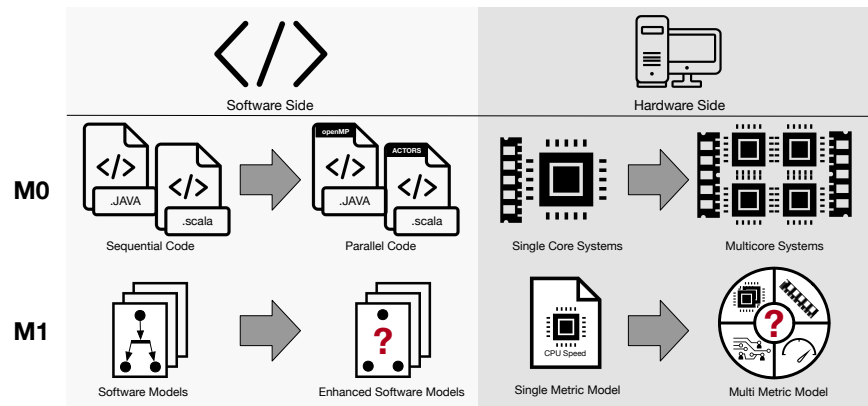 </>
Software Side
Hardware Side
M0
openMP
</>
.JAVA
</>
.scala
Sequential Code
</>
.JAVA
ACTORS
</>
.scala
Parallel Code
Single Core Systems
Multicore Systems
M1
Software Models
?
Enhanced Software Models
CPU Speed
Single Metric Model
?
Multi Metric Model